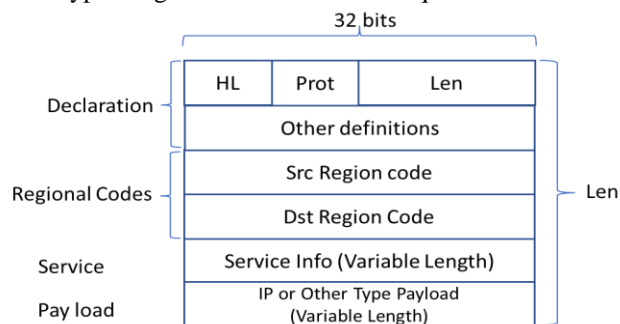 32 bits
HL Prot Len
Declaration
Other definitions
Src Region code
Regional Codes
Len
Dst Region Code
Service Info (Variable Length)
Service
IP or Other Type Payload
Pay load
(Variable Length)